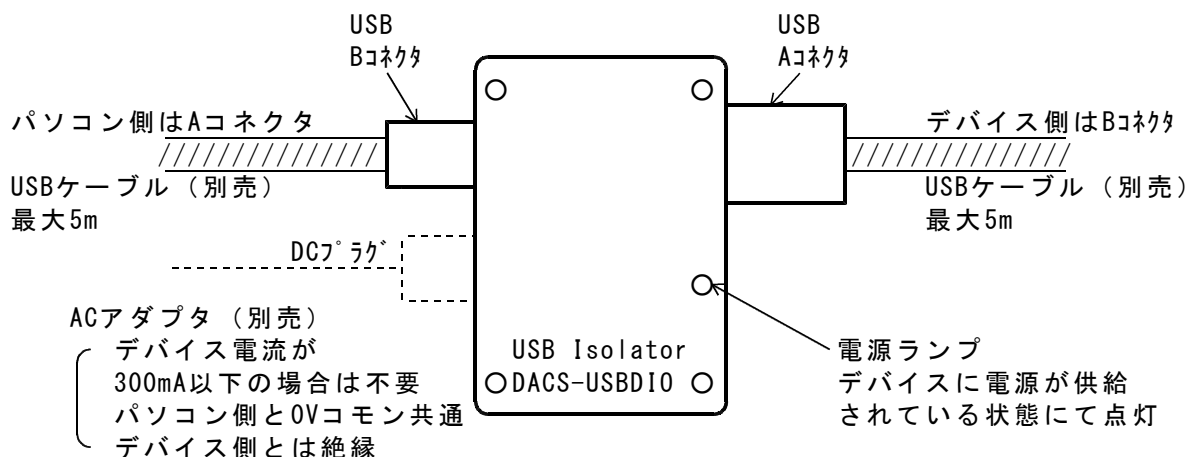 USB
Bｺﾈｸﾀ
USB
Aｺﾈｸﾀ
パソコン側はAコネクタ
デバイス側はBｺﾈｸﾀ
USBケーブル（別売）
最大5m
USBケーブル（別売）
最大5m
DCﾌﾟﾗｸﾞ
ACアダプタ（別売）
デバイス電流が
300mA以下の場合は不要
パソコン側と0Vコモン共通
デバイス側とは絶縁
USB Isolator
DACS-USBDIO
電源ランプ
デバイスに電源が供給
されている状態にて点灯